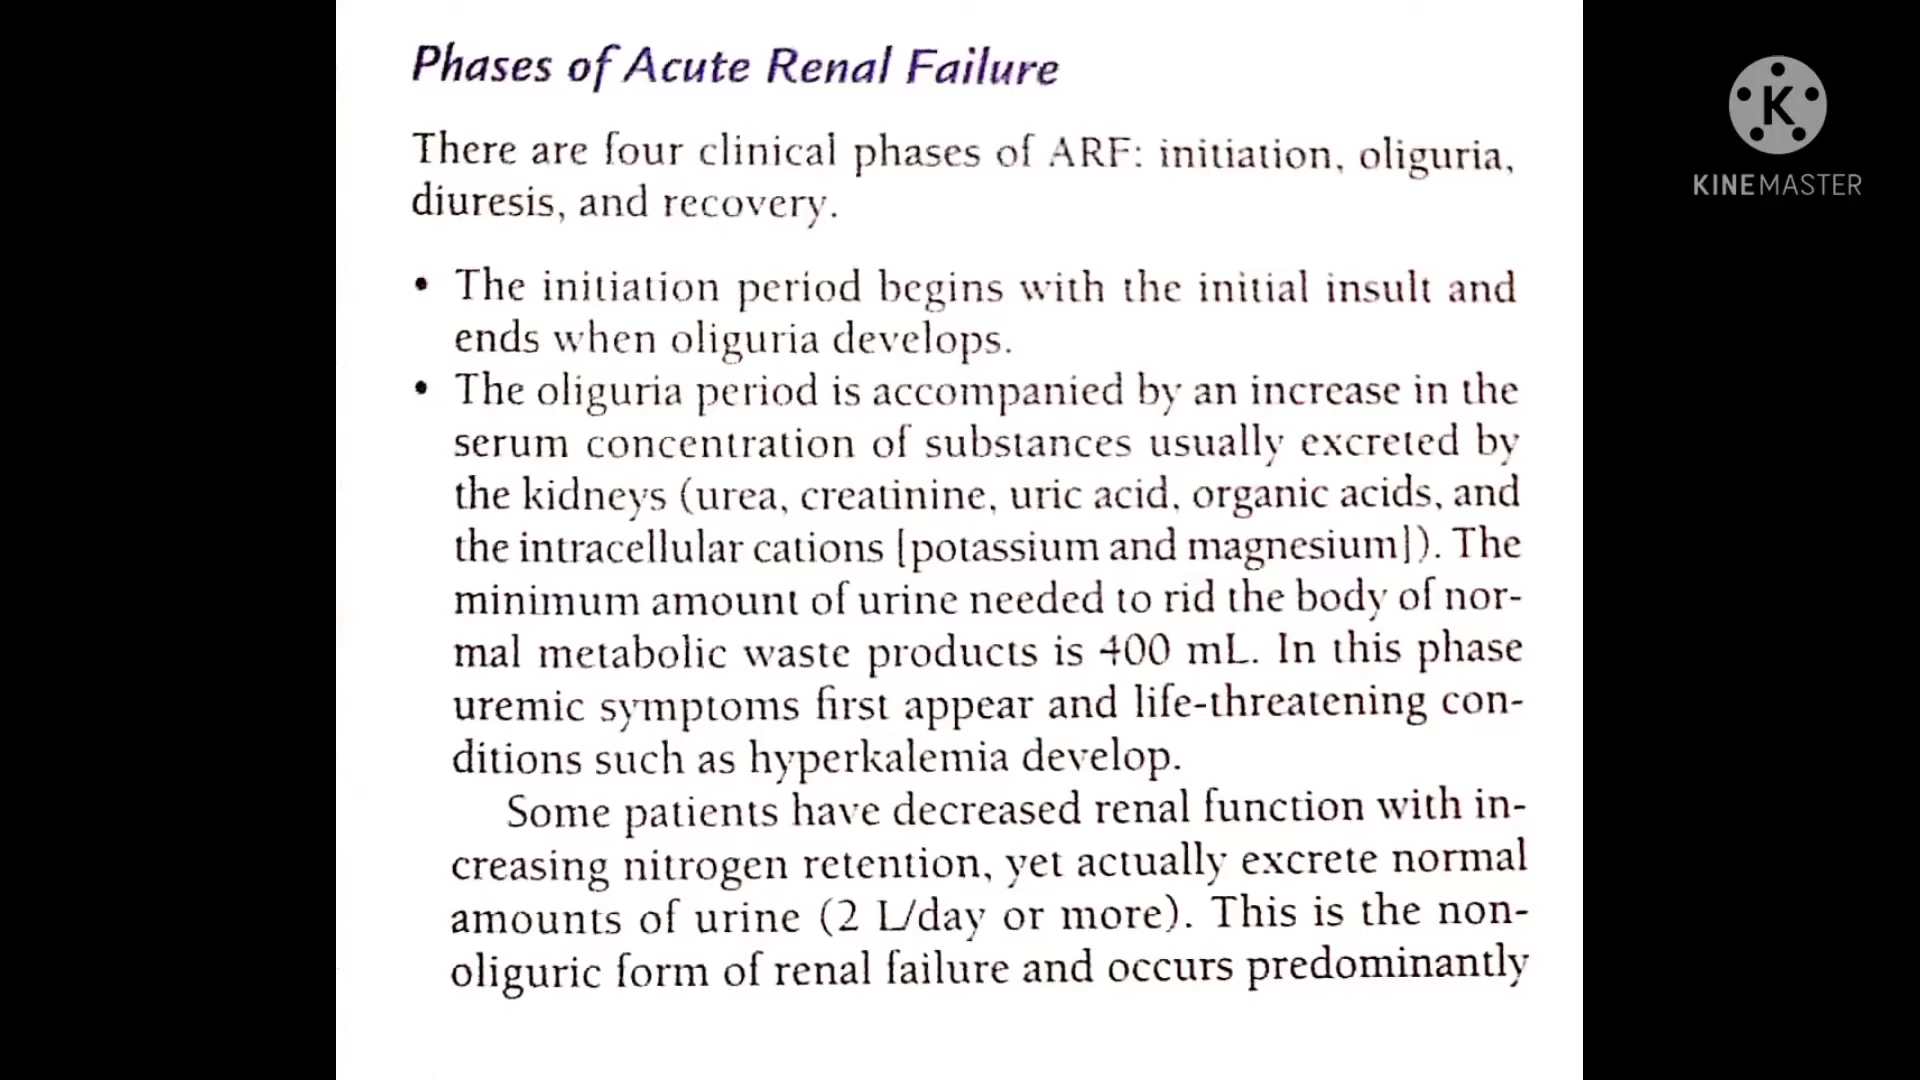 Phases of Acute Renal Failure
There are four clinical phases of ARF: initiation, oliguria,
diuresis, and recovery.
• The initiation period begins with the initial insult and
ends when oliguria develops.
• The oliguria period is accompanied by an increase in the
serum concentration of substances usually excreted by
the kidneys (urea, creatinine, uric acid, organic acids, and
the intracellular cations [potassium and magnesium]). The
minimum amount of urine needed to rid the body of nor-
mal metabolic waste products is 400 mL. In this phase
uremic symptoms first appear and life-threatening con-
ditions such as hyperkalemia develop.
Some patients have decreased renal function with in-
creasing nitrogen retention, yet actually excrete normal
amounts of urine (2 L/day or more). This is the non-
oliguric form of renal failure and occurs predominantly
K
KINEMASTER